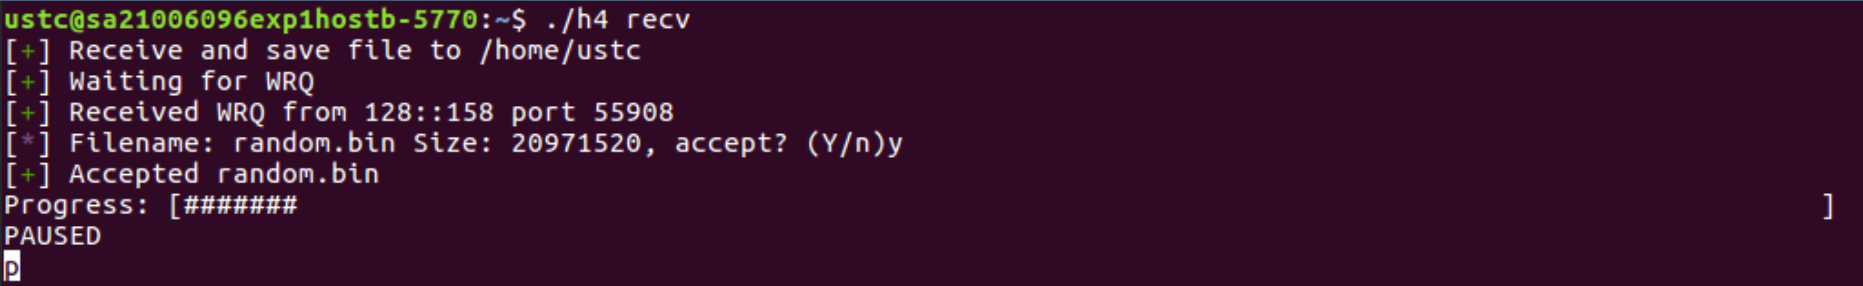 ustc@sa21006096exp1hostb-5770:~$ ./h4 recv
[+] Receive and save file to /home/ustc
[+] Waiting for WRQ
[+] Received WRQ from 128::158 port 55908
[*] Filename: random.bin Size: 20971520, accept? (Y/n)y
[+] Accepted random.bin
Progress: [#######                                                                                              ]
PAUSED
p